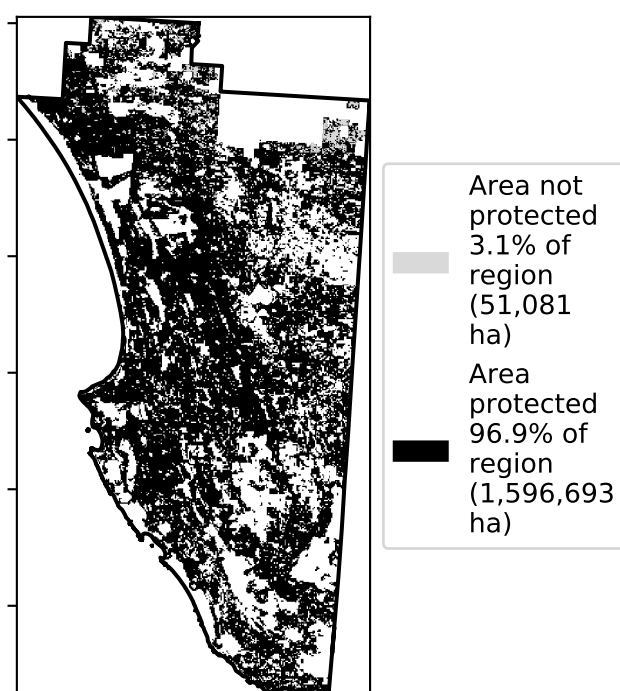 Area not
protected
3.1% of
region
(51,081
ha)
Area
protected
96.9% of
region
(1,596,693
ha)